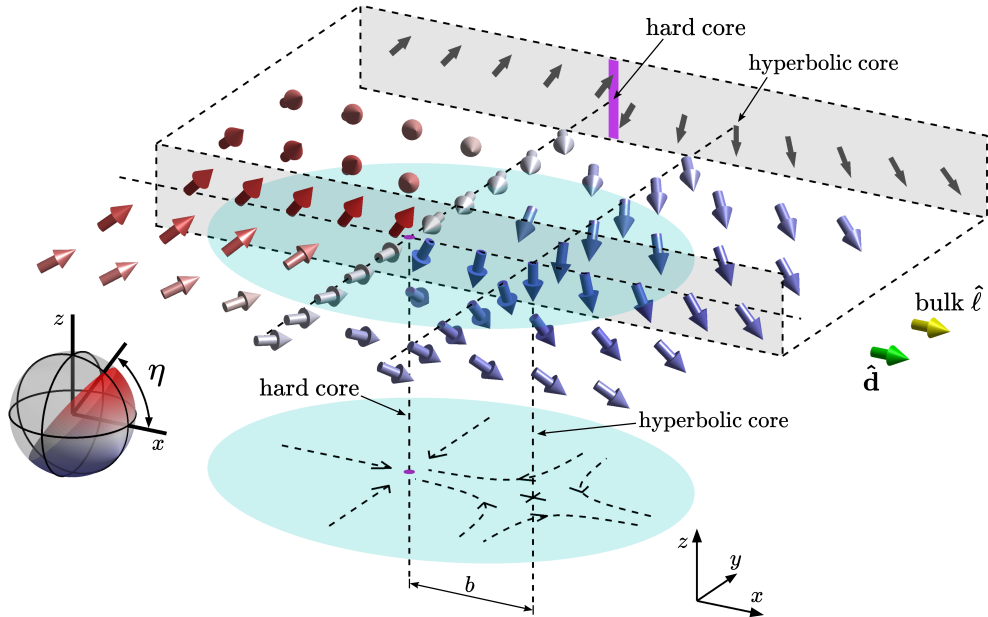 hard core
hyperbolic core
bulk ℓ̂
d̂
z
η
x
hard core
hyperbolic core
z
y
x
b